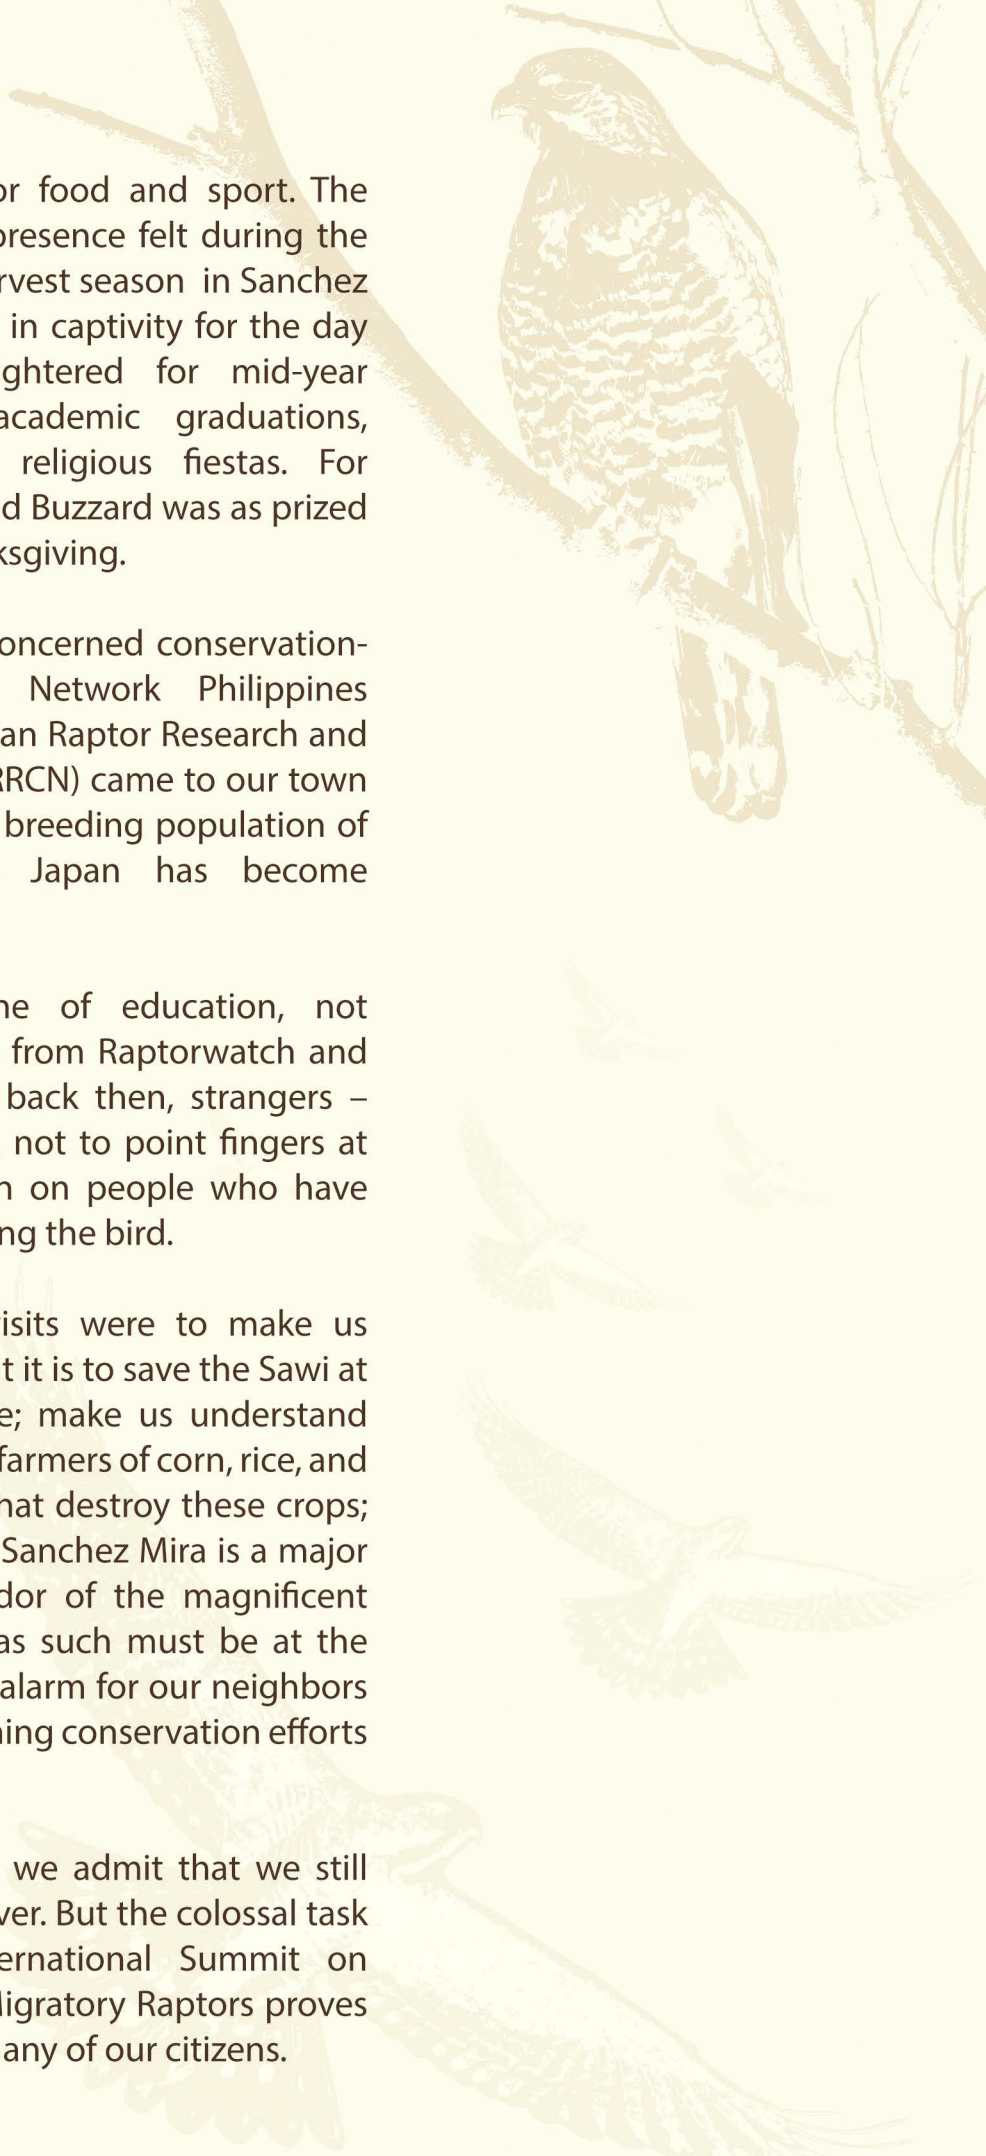 or food and sport. The
presence felt during the
rvest season in Sanchez
in captivity for the day
ghtered for mid-year
academic graduations,
religious fiestas. For
d Buzzard was as prized
ksgiving.
oncerned conservation-
Network Philippines
an Raptor Research and
RRCN) came to our town
breeding population of
Japan has become
ne of education, not
from Raptorwatch and
back then, strangers –
not to point fingers at
n on people who have
ng the bird.
isits were to make us
t it is to save the Sawi at
e; make us understand
farmers of corn, rice, and
hat destroy these crops;
Sanchez Mira is a major
dor of the magnificent
as such must be at the
alarm for our neighbors
ning conservation efforts
we admit that we still
ver. But the colossal task
ernational Summit on
Migratory Raptors proves
any of our citizens.